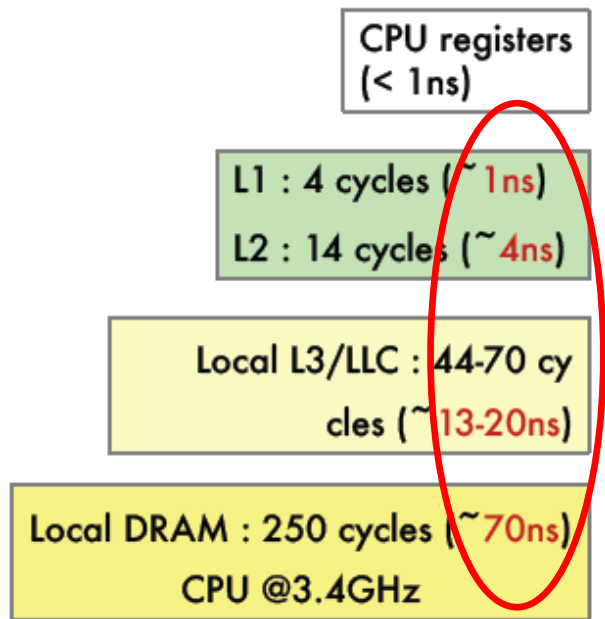 CPU registers
(< 1ns)
L1 : 4 cycles (~1ns)
L2 : 14 cycles (~4ns)
Local L3/LLC : 44-70 cy
cles (~13-20ns)
Local DRAM : 250 cycles (~70ns)
CPU @3.4GHz